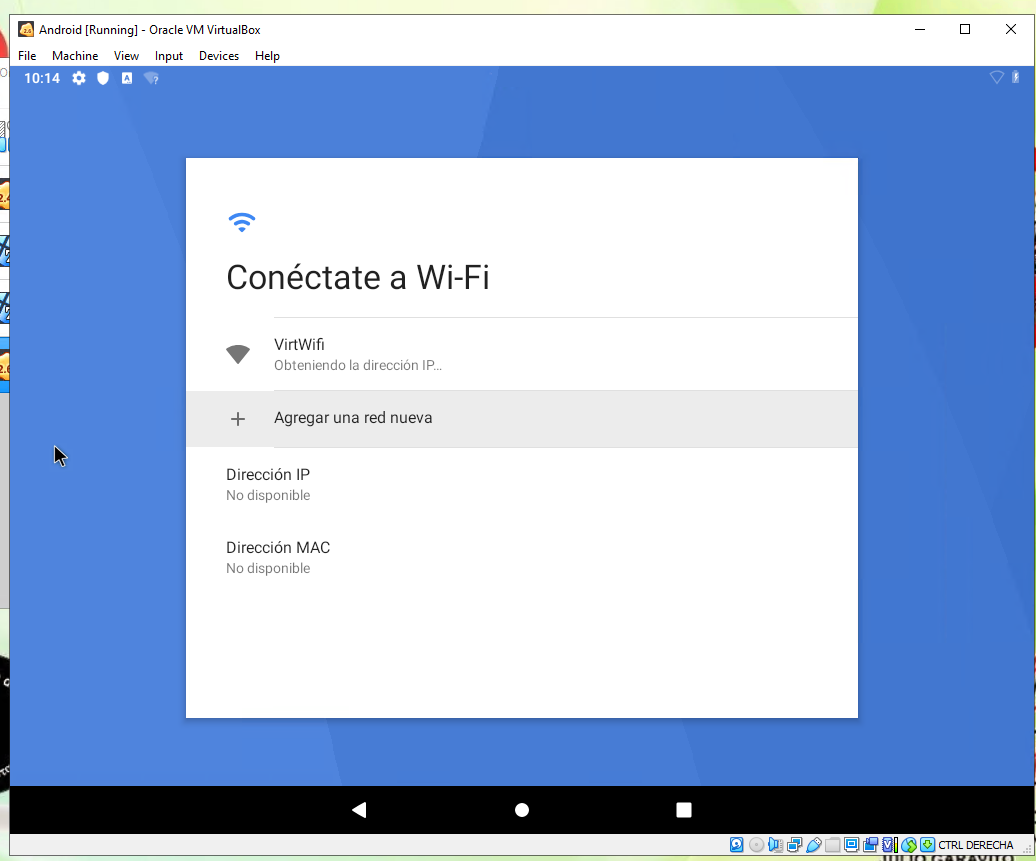 Android [Running] - Oracle VM VirtualBox
File Machine View Input Devices Help
10:14
Conéctate a Wi-Fi
VirtWifi
Obteniendo la dirección IP...
Agregar una red nueva
Dirección IP
No disponible
Dirección MAC
No disponible
CTRL DERECHA